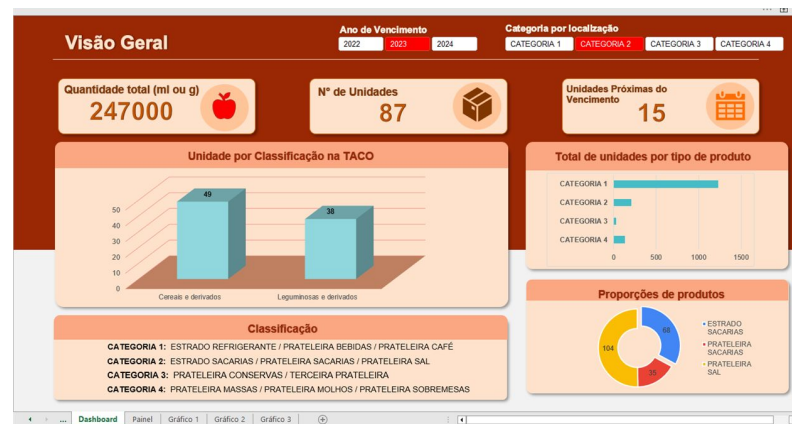 Visão Geral
Ano de Vencimento
2022 2023 2024
Categoria por localização
CATEGORIA 1 CATEGORIA 2 CATEGORIA 3 CATEGORIA 4
Quantidade total (ml ou g)
247000
N° de Unidades
87
Unidades Próximas do
Vencimento
15
Unidade por Classificação na TACO
49
38
50
40
30
20
10
0
Cereais e derivados
Leguminosas e derivados
Total de unidades por tipo de produto
CATEGORIA 1
CATEGORIA 2
CATEGORIA 3
CATEGORIA 4
0 500 1000 1500
Classificação
CATEGORIA 1: ESTRADO REFRIGERANTE / PRATELEIRA BEBIDAS / PRATELEIRA CAFÉ
CATEGORIA 2: ESTRADO SACARIAS / PRATELEIRA SACARIAS / PRATELEIRA SAL
CATEGORIA 3: PRATELEIRA CONSERVAS / TERCEIRA PRATELEIRA
CATEGORIA 4: PRATELEIRA MASSAS / PRATELEIRA MOLHOS / PRATELEIRA SOBREMESAS
Proporções de produtos
68
104
35
ESTRADO
SACARIAS
PRATELEIRA
SACARIAS
PRATELEIRA
SAL
... Dashboard Painel Gráfico 1 Gráfico 2 Gráfico 3